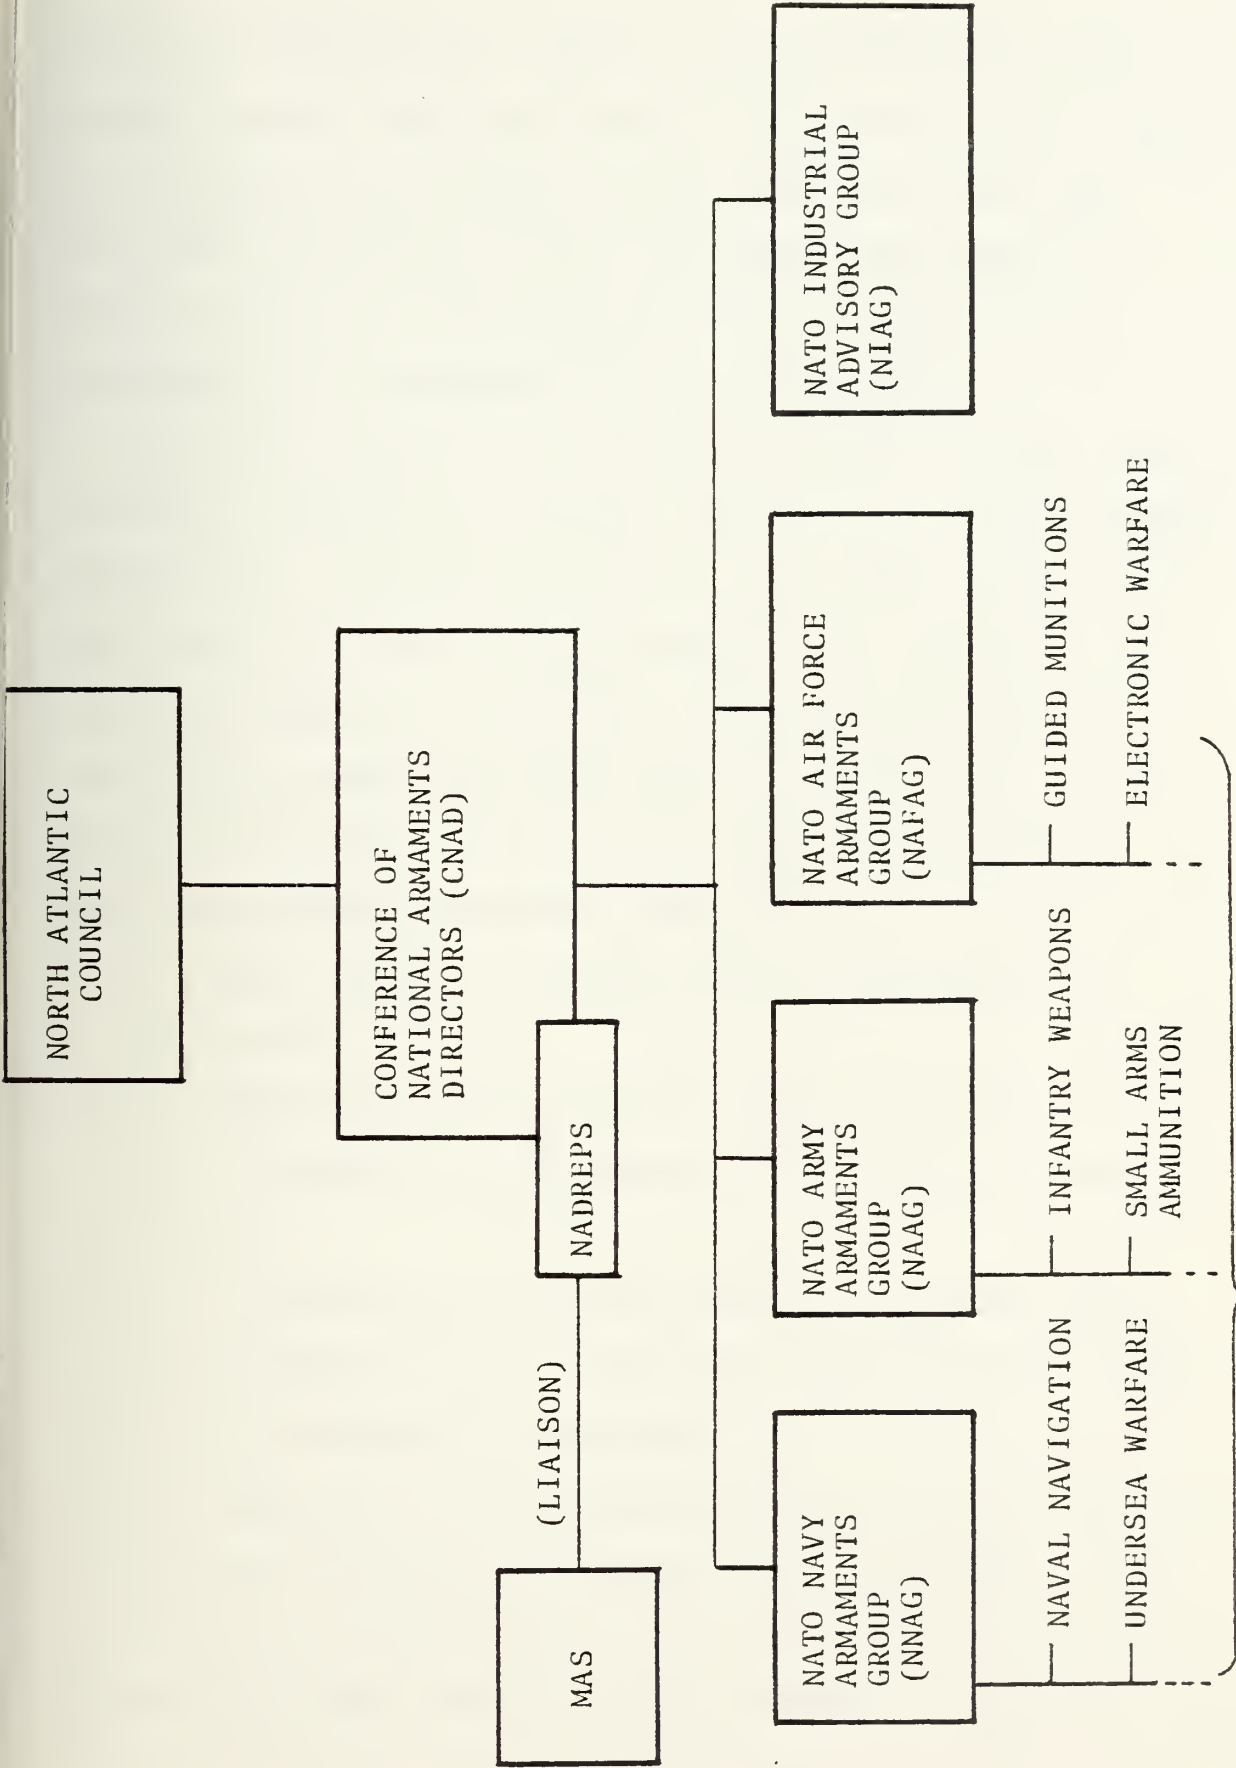 NORTH ATLANTIC
COUNCIL
CONFERENCE OF
NATIONAL ARMAMENTS
DIRECTORS (CNAD)
NADREPS
(LIAISON)
MAS
NATO NAVY
ARMAMENTS
GROUP
(NNAG)
NAVAL NAVIGATION
UNDERSEA WARFARE
NATO ARMY
ARMAMENTS
GROUP
(NAAG)
INFANTRY WEAPONS
SMALL ARMS
AMMUNITION
NATO AIR FORCE
ARMAMENTS
GROUP
(NAFAG)
GUIDED MUNITIONS
ELECTRONIC WARFARE
NATO INDUSTRIAL
ADVISORY GROUP
(NIAG)